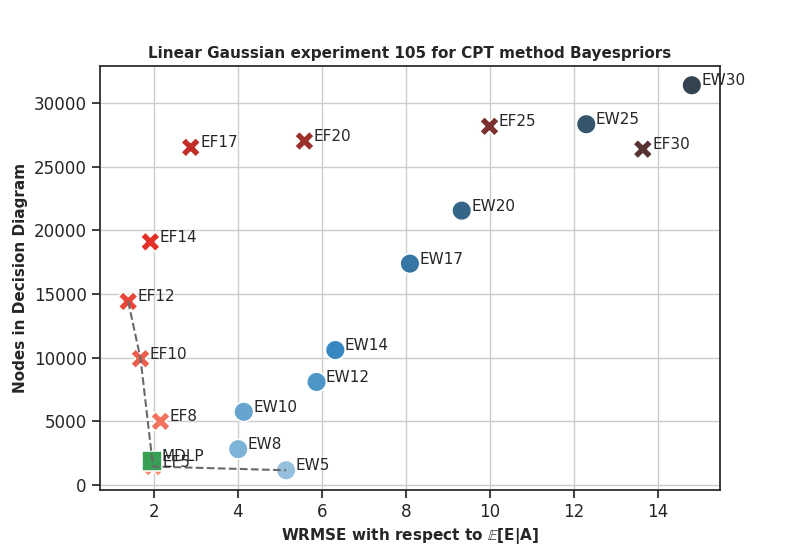 Linear Gaussian experiment 105 for CPT method Bayespriors
EW30
30000
EW25
EF25
EF20
EF17
EF30
25000
EW20
20000
EF14
EW17
15000
EF12
EW14
10000
EF10
EW12
EW10
5000
EF8
EW8
MDLP
EF5
EW5
0
2
4
6
8
10
12
14
Nodes in Decision Diagram
WRMSE with respect to 𝔼[E|A]